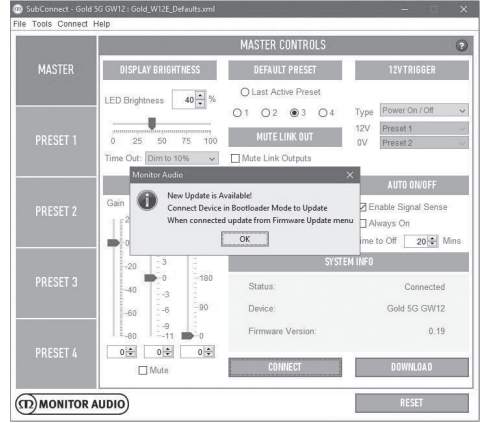 SubConnect - Gold 5G GW12 : Gold_W12E_Defaults.xml
File Tools Connect Help
MASTER CONTROLS
?
MASTER
PRESET 1
PRESET 2
PRESET 3
PRESET 4
DISPLAY BRIGHTNESS
LED Brightness 40 %
0 25 50 75 100
Time Out: Dim to 10%
DEFAULT PRESET
Last Active Preset
1 2 3 4
MUTE LINK OUT
Mute Link Outputs
12V TRIGGER
Type Power On / Off
12V Preset 1
0V Preset 2
Monitor Audio
New Update is Available!
Connect Device in Bootloader Mode to Update
When connected update from Firmware Update menu
OK
Gain
-20 -3
-40 0 180
-3
-60 -6 -90
-9
-80 -11 0
0 0 0
Mute
AUTO ON/OFF
Enable Signal Sense
Always On
ime to Off 20 Mins
SYSTEM INFO
Status: Connected
Device: Gold 5G GW12
Firmware Version: 0.19
CONNECT
DOWNLOAD
MONITOR AUDIO
RESET